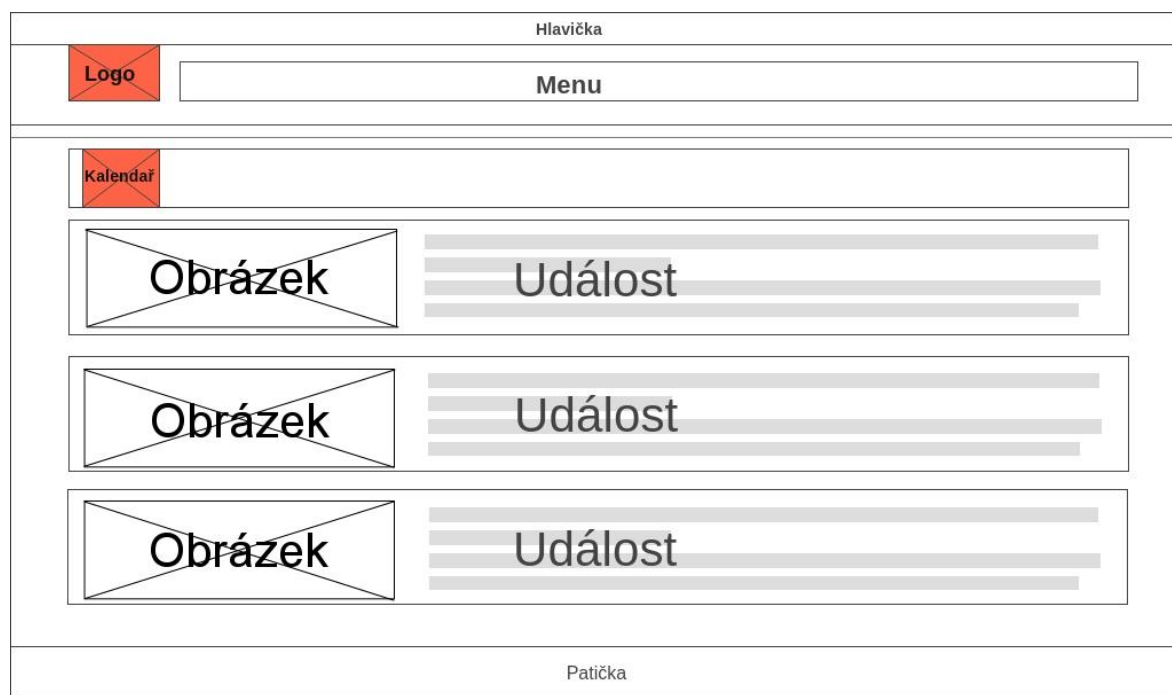 Hlavička
Logo
Menu
Kalendař
Obrázek
Událost
Obrázek
Událost
Obrázek
Událost
Patička